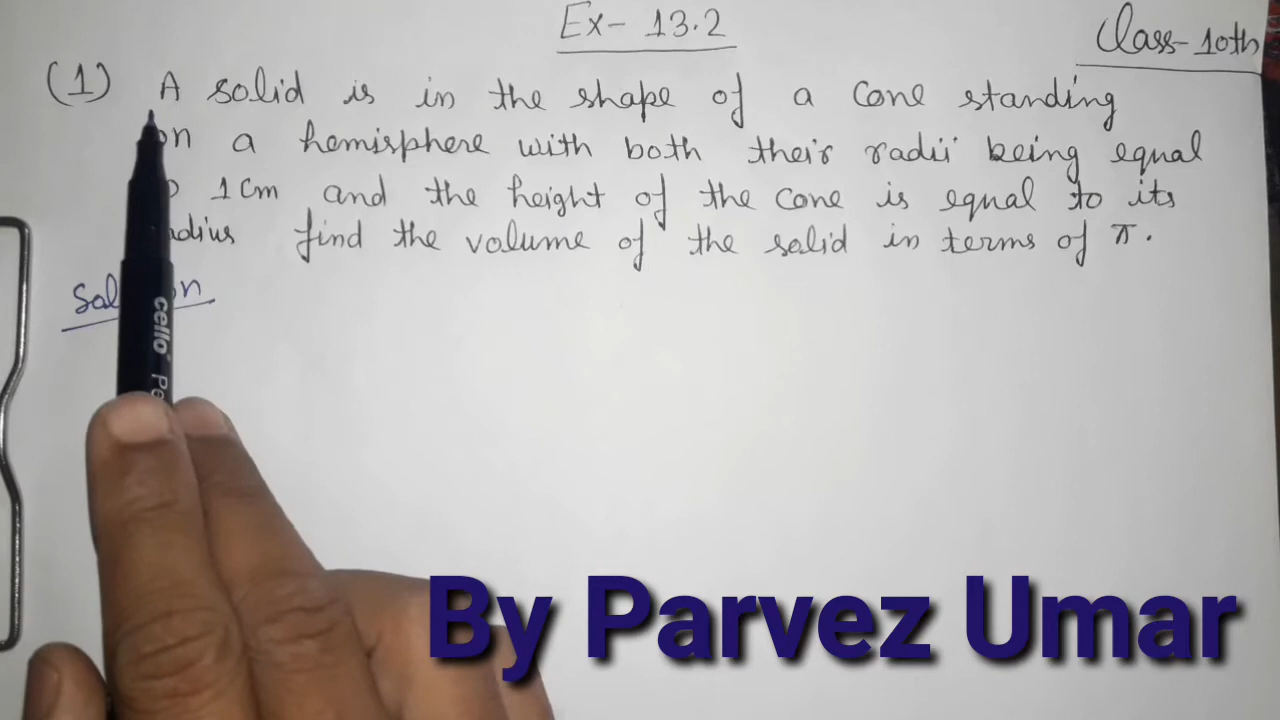 Ex- 13.2
Class-10th
(1) A solid is in the shape of a cone standing
on a hemisphere with both their radii being equal
1 cm and the height of the cone is equal to its
find the volume of the solid in terms of π.
cello
By Parvez Umar